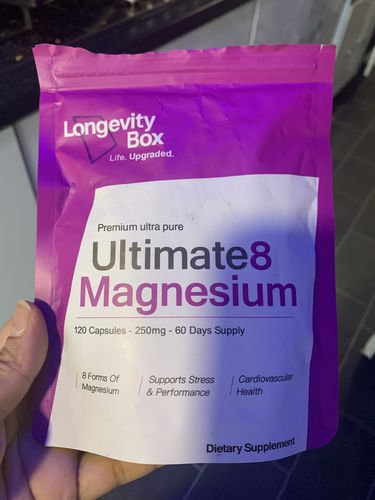 Longevity
Box
Life. Upgraded.
Premium ultra pure
Ultimate8
Magnesium
120 Capsules - 250mg - 60 Days Supply
8 Forms Of Supports Stress Cardiovascular
Magnesium & Performance Health
Dietary Supplement